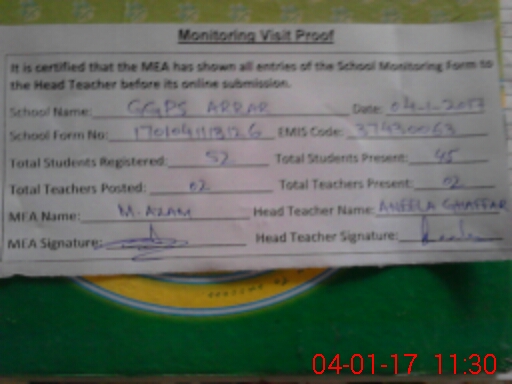 Monitoring Visit Proof
It is certified that the MEA has shown all entries of the School Monitoring Form to
the Head Teacher before its online submission.
School Name: GGPS ARRAR Date: 04-1-2017
School Form No: EMIS Code: 37430063
Total Students Registered: 52 Total Students Present: 45
Total Teachers Posted: 02 Total Teachers Present: 02
MEA Name: M. AZAM Head Teacher Name: ANEELA GHAFFAR
MEA Signature: Head Teacher Signature:
04-01-17 11:30